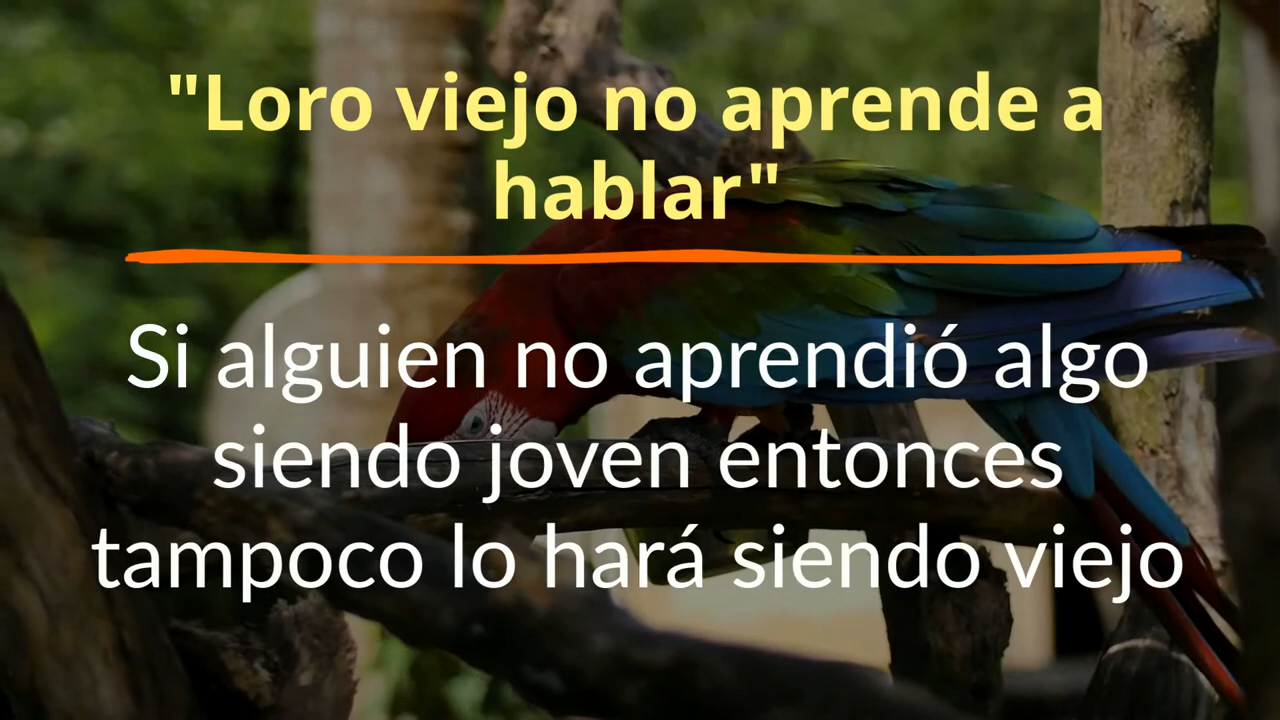 "Loro viejo no aprende a
hablar"
Si alguien no aprendió algo
siendo joven entonces
tampoco lo hará siendo viejo